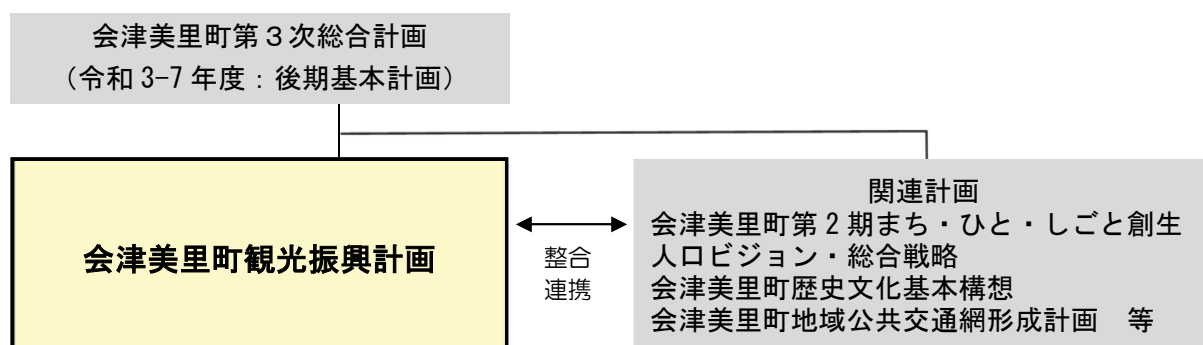 会津美里町第３次総合計画
（令和3-7年度：後期基本計画）
会津美里町観光振興計画
整合
連携
関連計画
会津美里町第２期まち・ひと・しごと創生
人口ビジョン・総合戦略
会津美里町歴史文化基本構想
会津美里町地域公共交通網形成計画　等